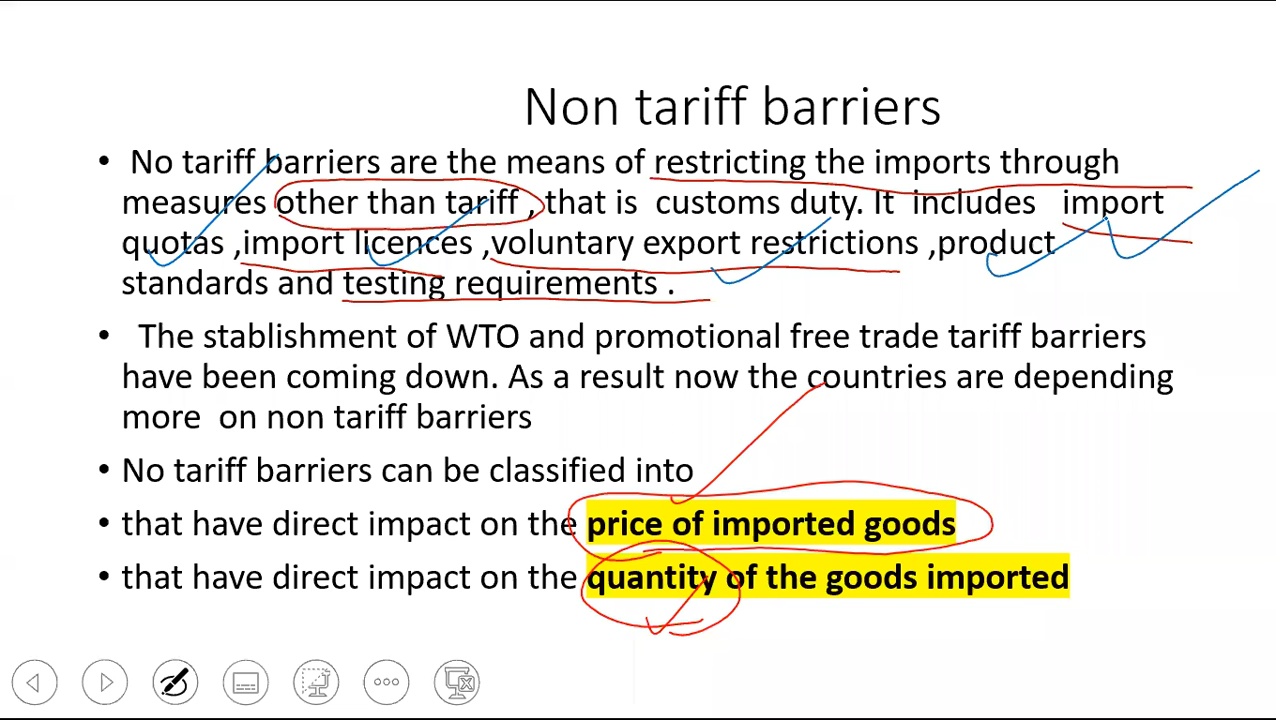 Non tariff barriers
• No tariff barriers are the means of restricting the imports through
measures other than tariff , that is customs duty. It includes import
quotas ,import licences ,voluntary export restrictions ,product
standards and testing requirements .
• The stablishment of WTO and promotional free trade tariff barriers
have been coming down. As a result now the countries are depending
more on non tariff barriers
• No tariff barriers can be classified into
• that have direct impact on the price of imported goods
• that have direct impact on the quantity of the goods imported